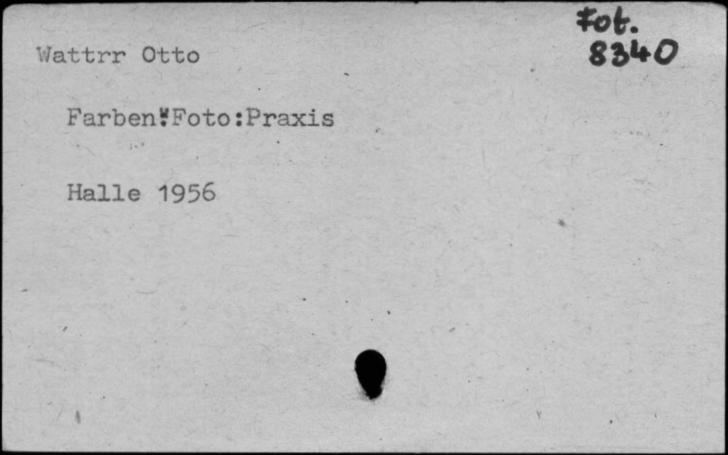 Fot.
8340
Wattrr Otto
Farben:Foto:Praxis
Halle 1956